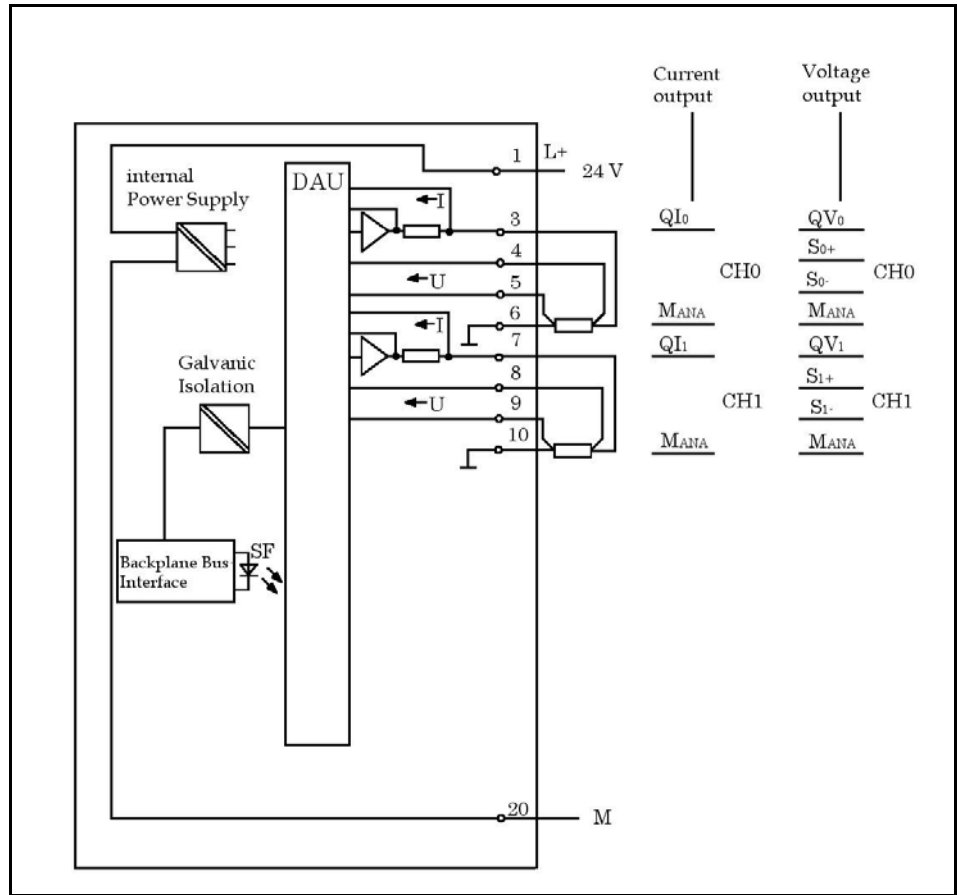 Current
output
Voltage
output
1 L+
24 V
internal
Power Supply
DAU
I
3
QI0
QV0
4
S0+
CH0
CH0
U
5
S0-
6
MANA
MANA
I
7
QI1
QV1
Galvanic
Isolation
8
S1+
CH1
CH1
U
9
S1-
10
MANA
MANA
SF
Backplane Bus
Interface
20
M